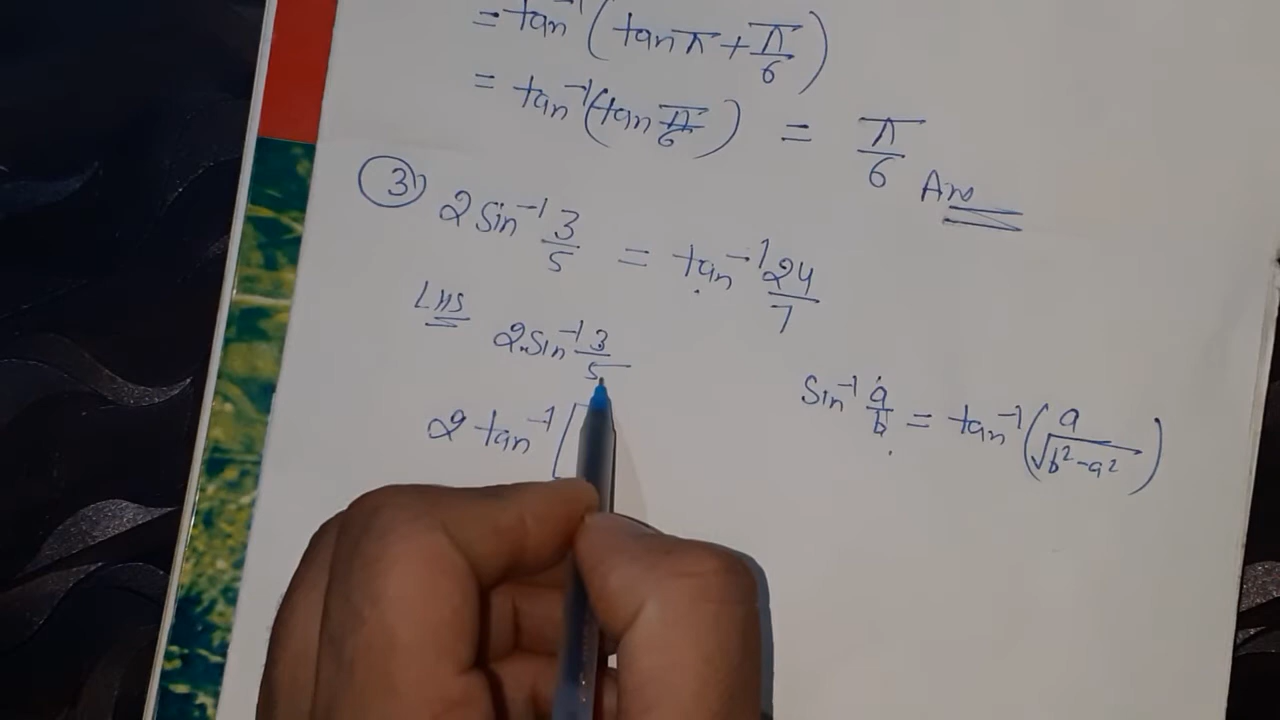 = tan⁻¹(tan π + π/6)
= tan⁻¹(tan π/6) = π/6 Ans
3) 2 sin⁻¹ 3/5 = tan⁻¹ 24/7
LHS 2 sin⁻¹ 3/5
sin⁻¹ a/b = tan⁻¹(a/√b²-a²)
2 tan⁻¹[